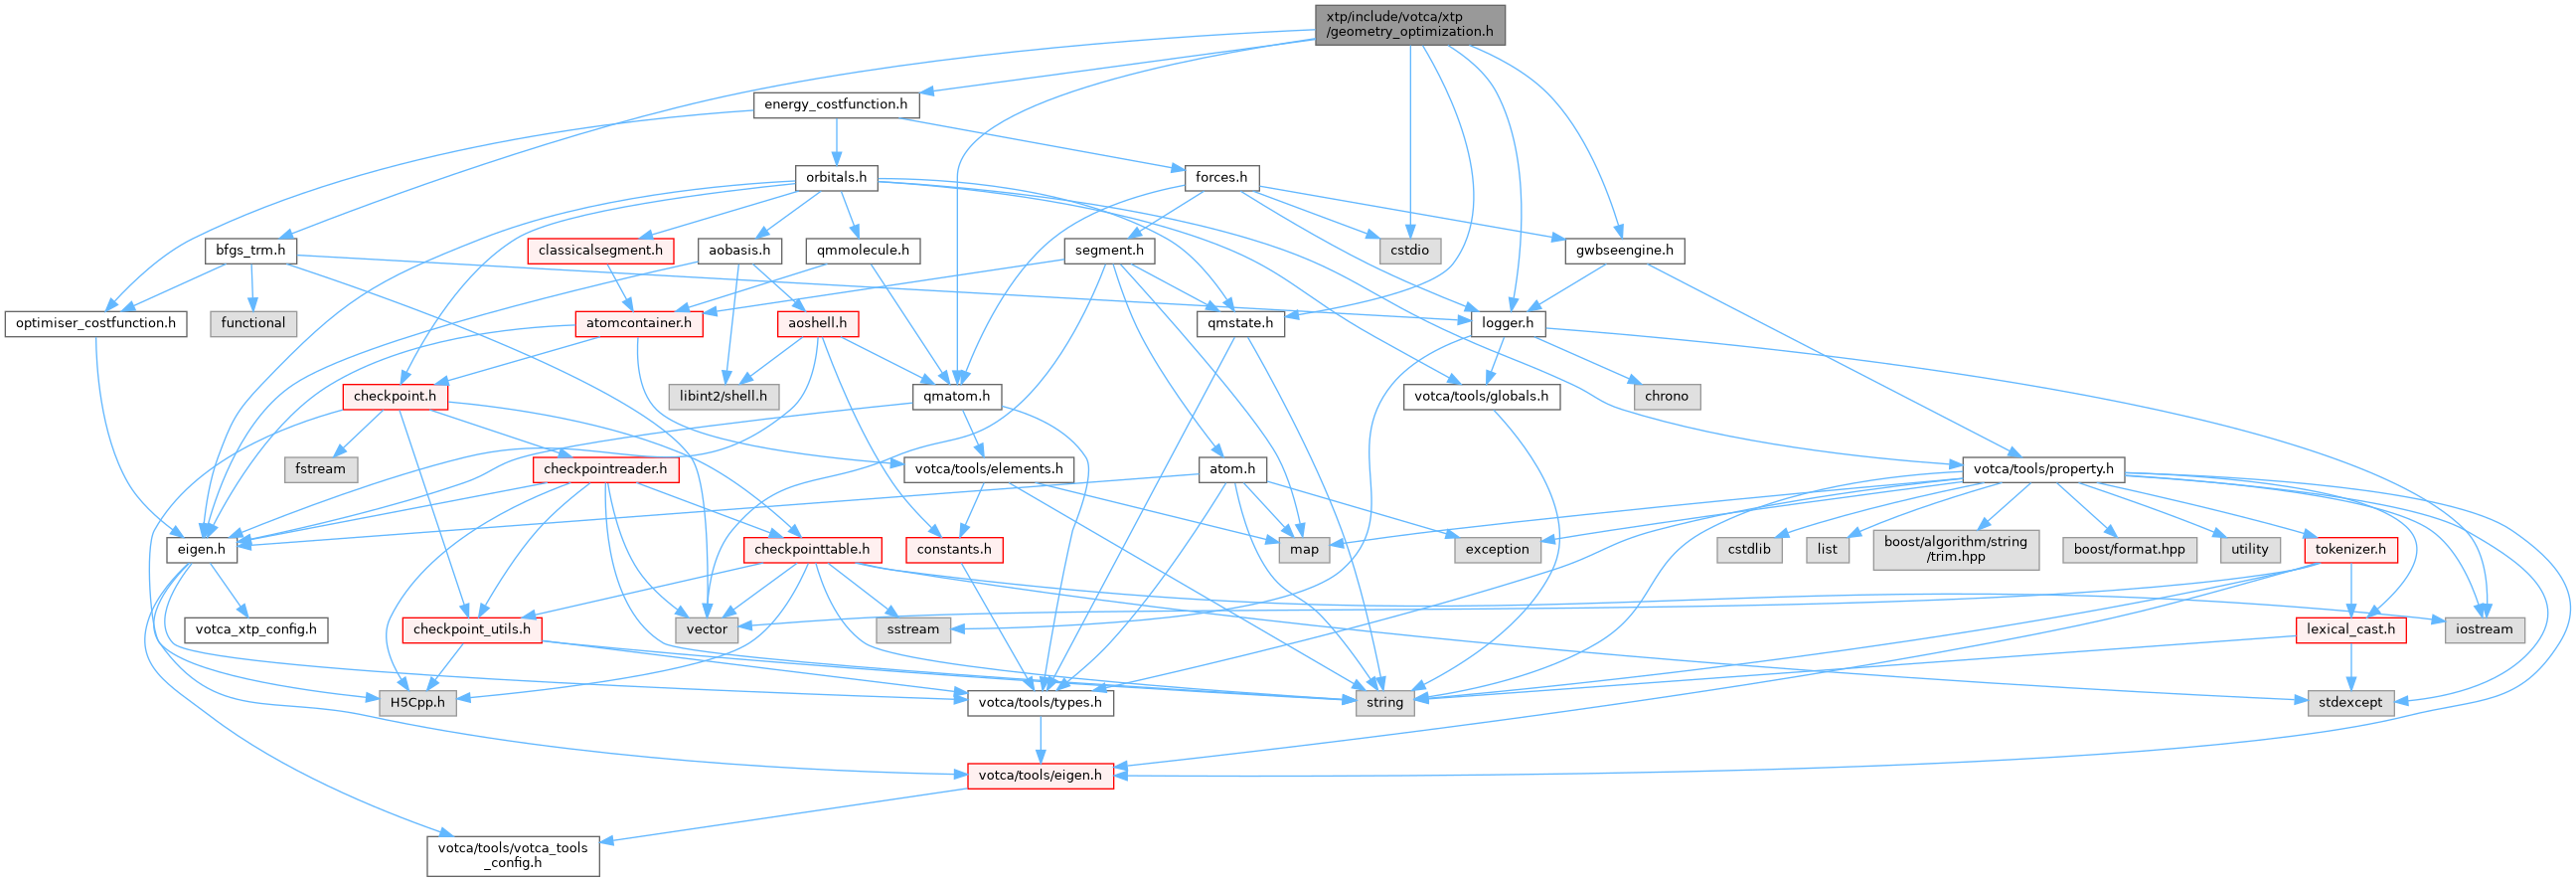 xtp/include/votca/xtp
/geometry_optimization.h
energy_costfunction.h
orbitals.h
forces.h
bfgs_trm.h
classicalsegment.h
aobasis.h
qmmolecule.h
segment.h
cstdio
gwbseengine.h
optimiser_costfunction.h
functional
atomcontainer.h
aoshell.h
qmstate.h
logger.h
checkpoint.h
libint2/shell.h
qmatom.h
votca/tools/globals.h
chrono
fstream
checkpointreader.h
votca/tools/elements.h
atom.h
votca/tools/property.h
eigen.h
checkpointtable.h
constants.h
map
exception
cstdlib
list
boost/algorithm/string
/trim.hpp
boost/format.hpp
utility
tokenizer.h
votca_xtp_config.h
checkpoint_utils.h
vector
sstream
lexical_cast.h
iostream
H5Cpp.h
votca/tools/types.h
string
stdexcept
votca/tools/eigen.h
votca/tools/votca_tools
_config.h